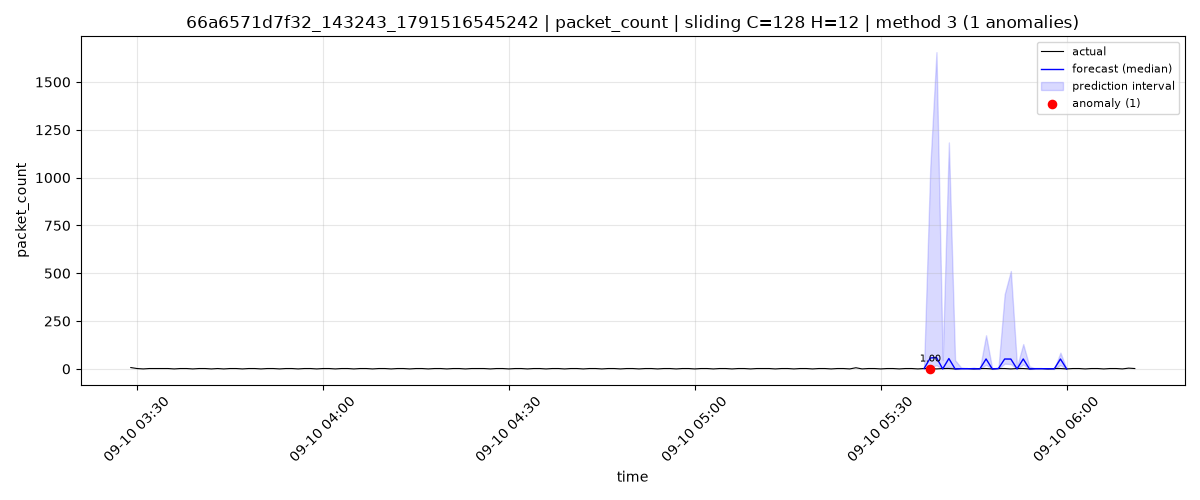 66a6571d7f32_143243_1791516545242 | packet_count | sliding C=128 H=12 | method 3 (1 anomalies)
actual
forecast (median)
prediction interval
anomaly (1)
packet_count
1500
1250
1000
750
500
250
0
1.00
09-10 03:30
09-10 04:00
09-10 04:30
09-10 05:00
09-10 05:30
09-10 06:00
time